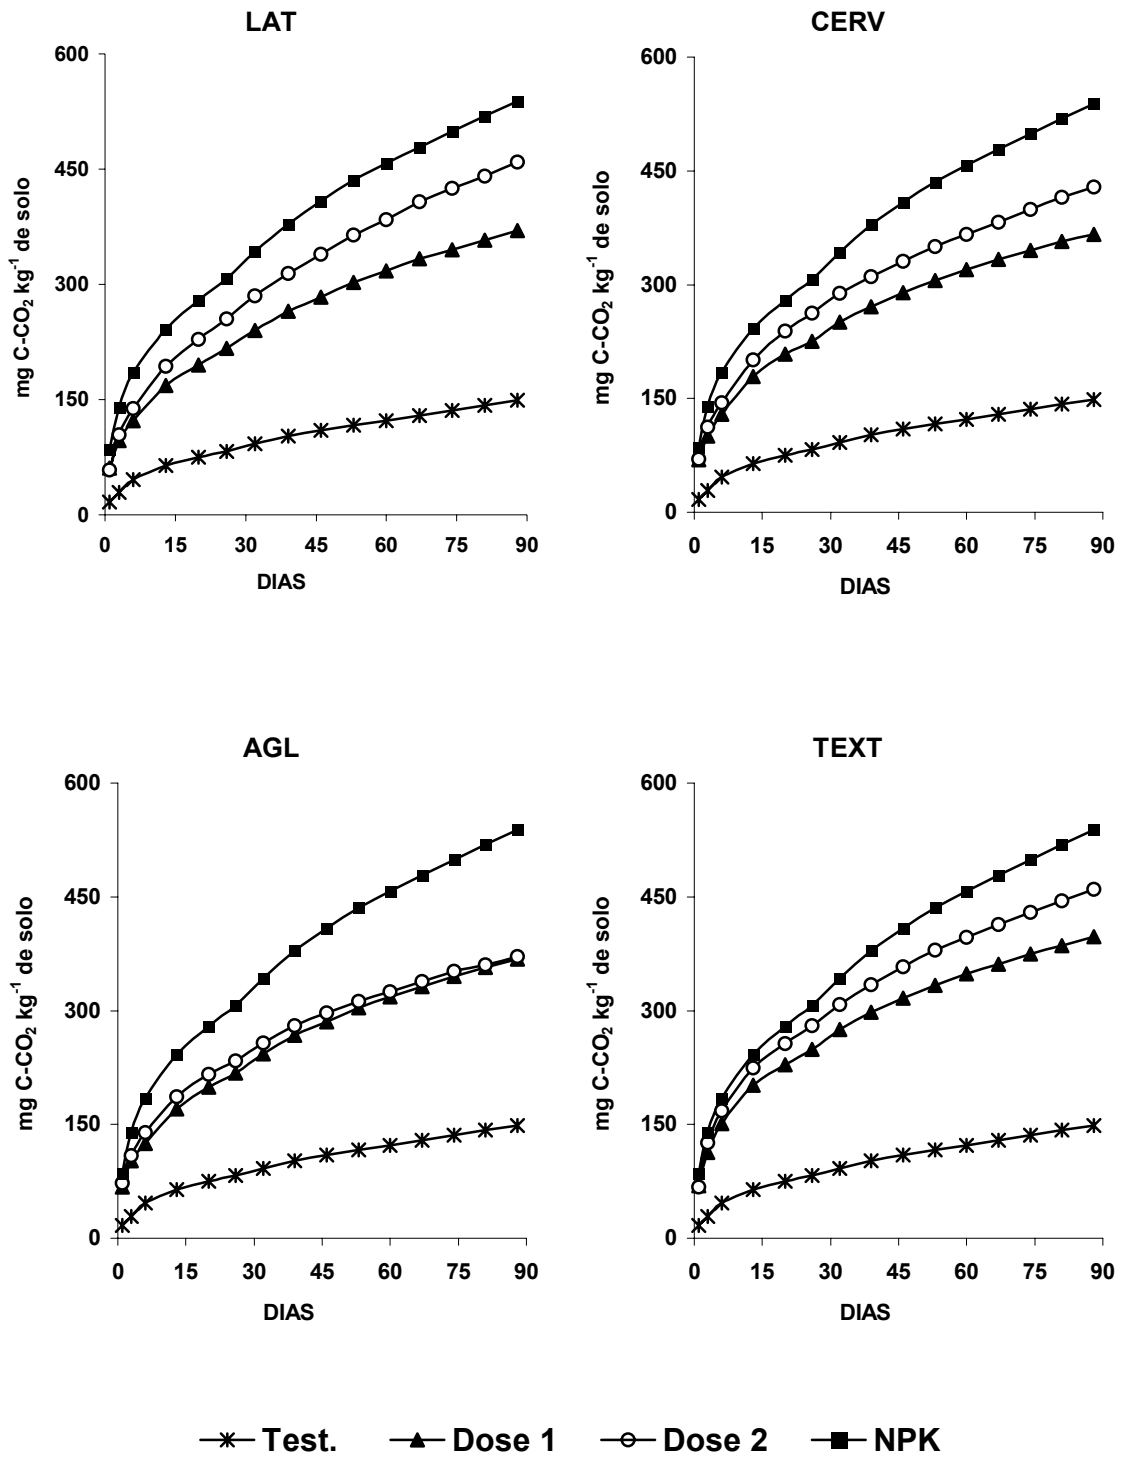 LAT
600
450
300
150
0
mg C-CO₂ kg⁻¹ de solo
0 15 30 45 60 75 90
DIAS
CERV
600
450
300
150
0
mg C-CO₂ kg⁻¹ de solo
0 15 30 45 60 75 90
DIAS
AGL
600
450
300
150
0
mg C-CO₂ kg⁻¹ de solo
0 15 30 45 60 75 90
DIAS
TEXT
600
450
300
150
0
mg C-CO₂ kg⁻¹ de solo
0 15 30 45 60 75 90
DIAS
Test. Dose 1 Dose 2 NPK